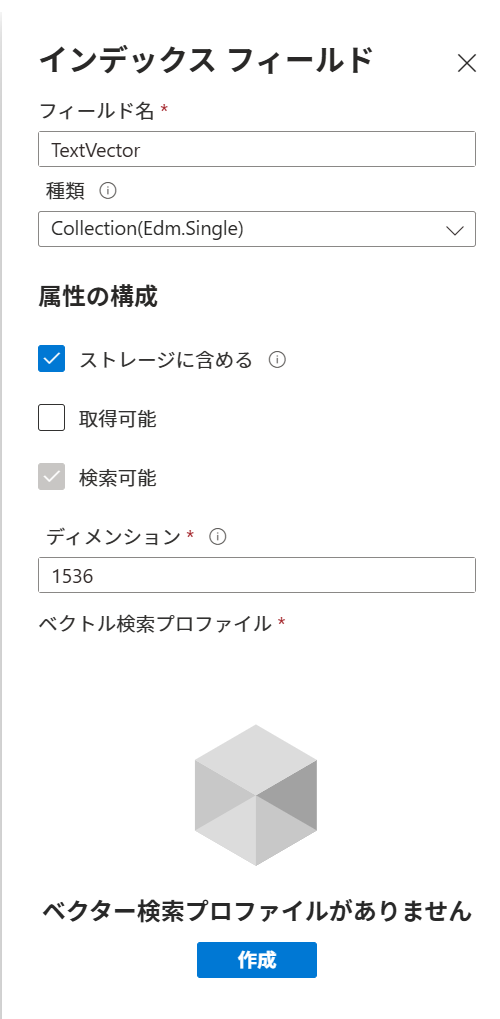 インデックス フィールド
フィールド名 *
TextVector
種類
Collection(Edm.Single)
属性の構成
ストレージに含める
取得可能
検索可能
ディメンション *
1536
ベクトル検索プロファイル *
ベクター検索プロファイルがありません
作成